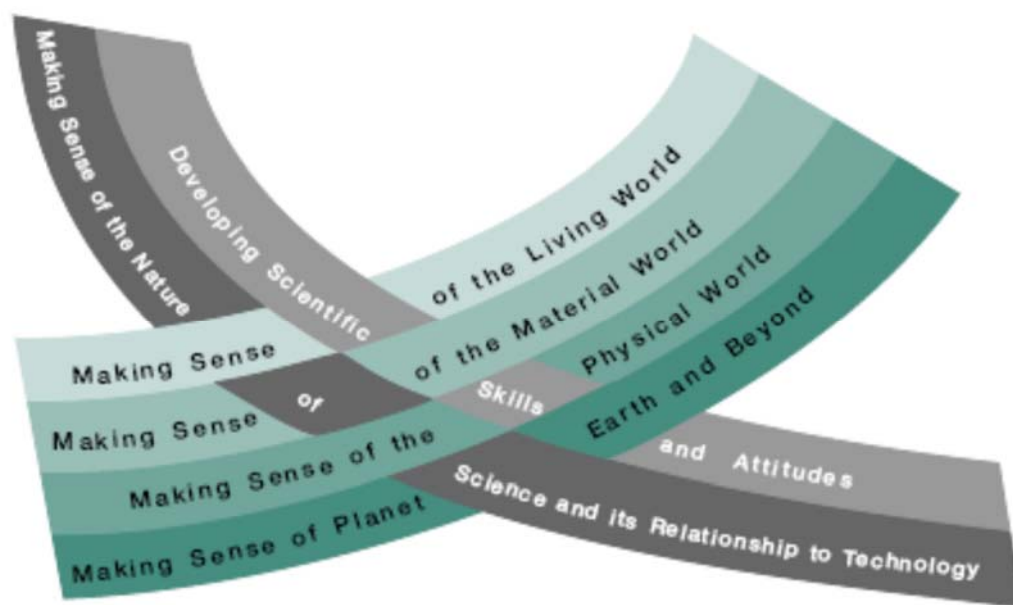 Making Sense of the Nature of Science and its Relationship to Technology
Developing Scientific Skills and Attitudes
Making Sense of the Living World
Making Sense of the Material World
Making Sense of the Physical World
Making Sense of Planet Earth and Beyond